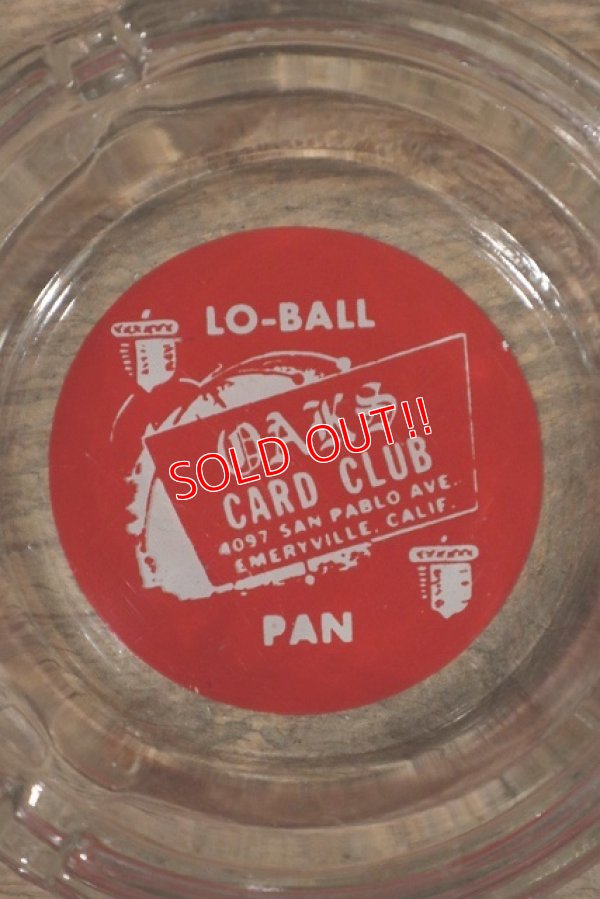 LO-BALL
OAKS
SOLD OUT!!
CARD CLUB
4097 SAN PABLO AVE.
EMERYVILLE, CALIF.
PAN